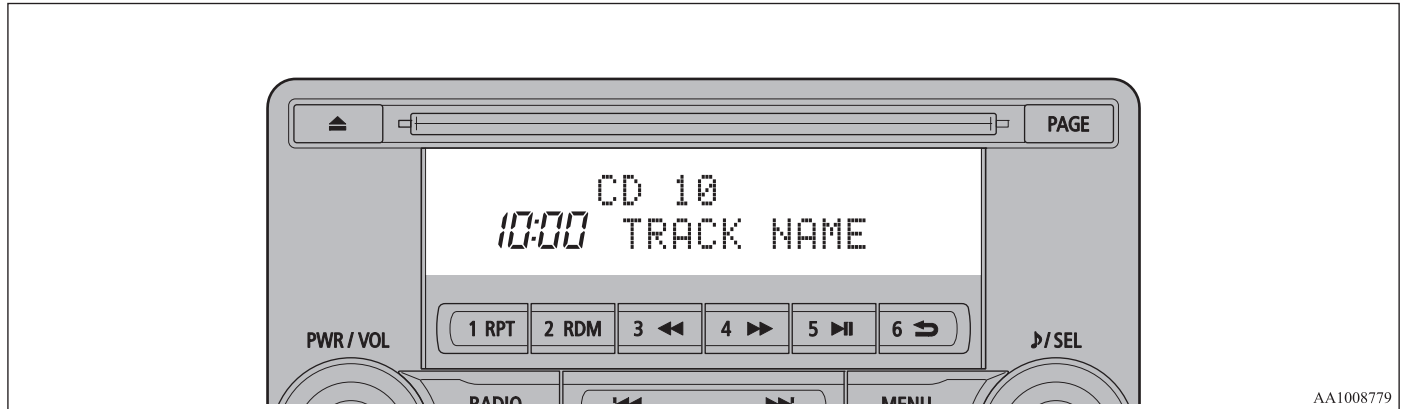 PAGE
CD 10
10:00 TRACK NAME
1 RPT 2 RDM 3 4 5 6
PWR / VOL
/ SEL
RADIO MENU
AA1008779